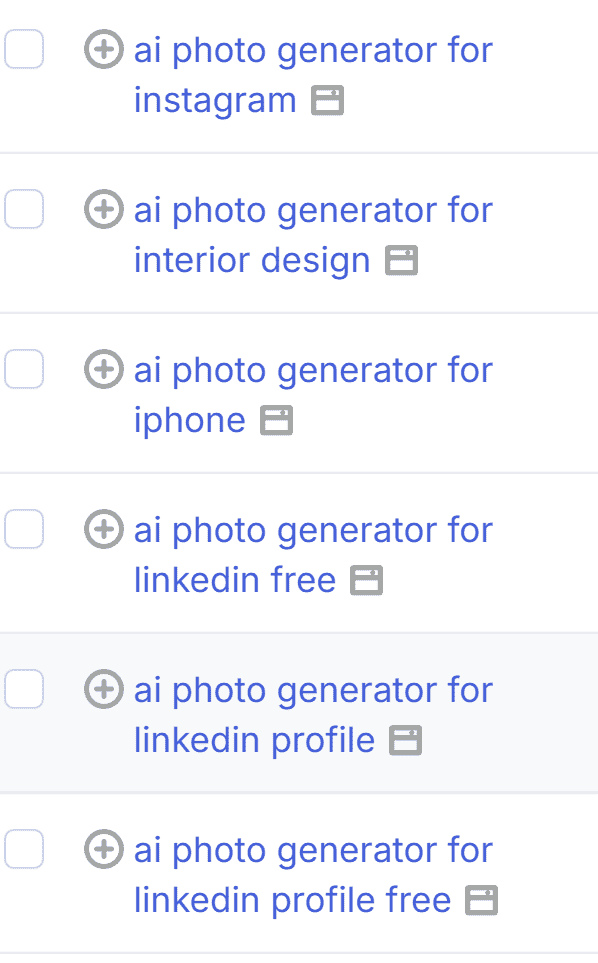 ai photo generator for
instagram
ai photo generator for
interior design
ai photo generator for
iphone
ai photo generator for
linkedin free
ai photo generator for
linkedin profile
ai photo generator for
linkedin profile free